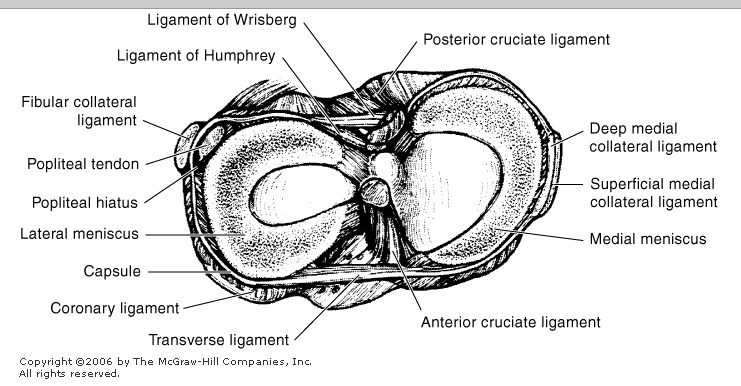 Ligament of Wrisberg
Ligament of Humphrey
Posterior cruciate ligament
Fibular collateral
ligament
Popliteal tendon
Popliteal hiatus
Lateral meniscus
Capsule
Coronary ligament
Transverse ligament
Deep medial
collateral ligament
Superficial medial
collateral ligament
Medial meniscus
Anterior cruciate ligament
Copyright ©2006 by The McGraw-Hill Companies, Inc.
All rights reserved.